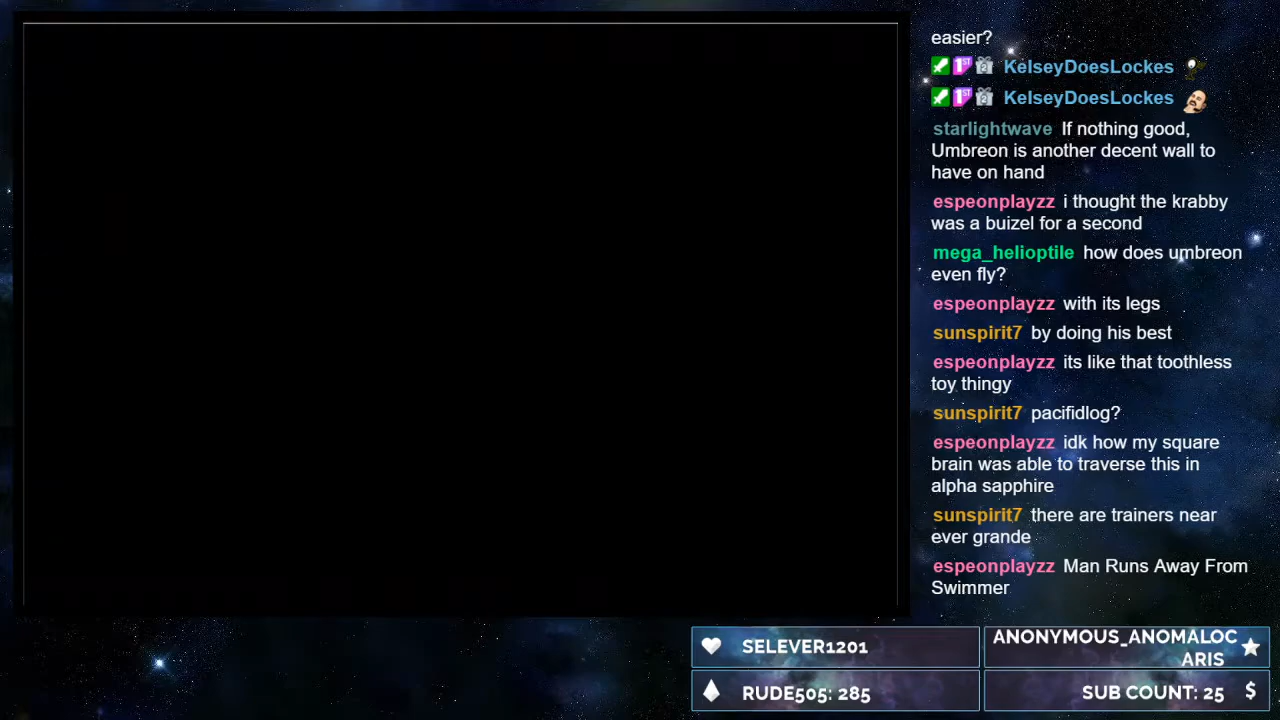 easier?
KelseyDoesLockes
KelseyDoesLockes
starlightwave If nothing good,
Umbreon is another decent wall to
have on hand
espeonplayzz i thought the krabby
was a buizel for a second
mega_helioptile how does umbreon
even fly?
espeonplayzz with its legs
sunspirit7 by doing his best
espeonplayzz its like that toothless
toy thingy
sunspirit7 pacifidlog?
espeonplayzz idk how my square
brain was able to traverse this in
alpha sapphire
sunspirit7 there are trainers near
ever grande
espeonplayzz Man Runs Away From
Swimmer
SELEVER1201
ANONYMOUS_ANOMALOC
ARIS
RUDE505: 285
SUB COUNT: 25 $